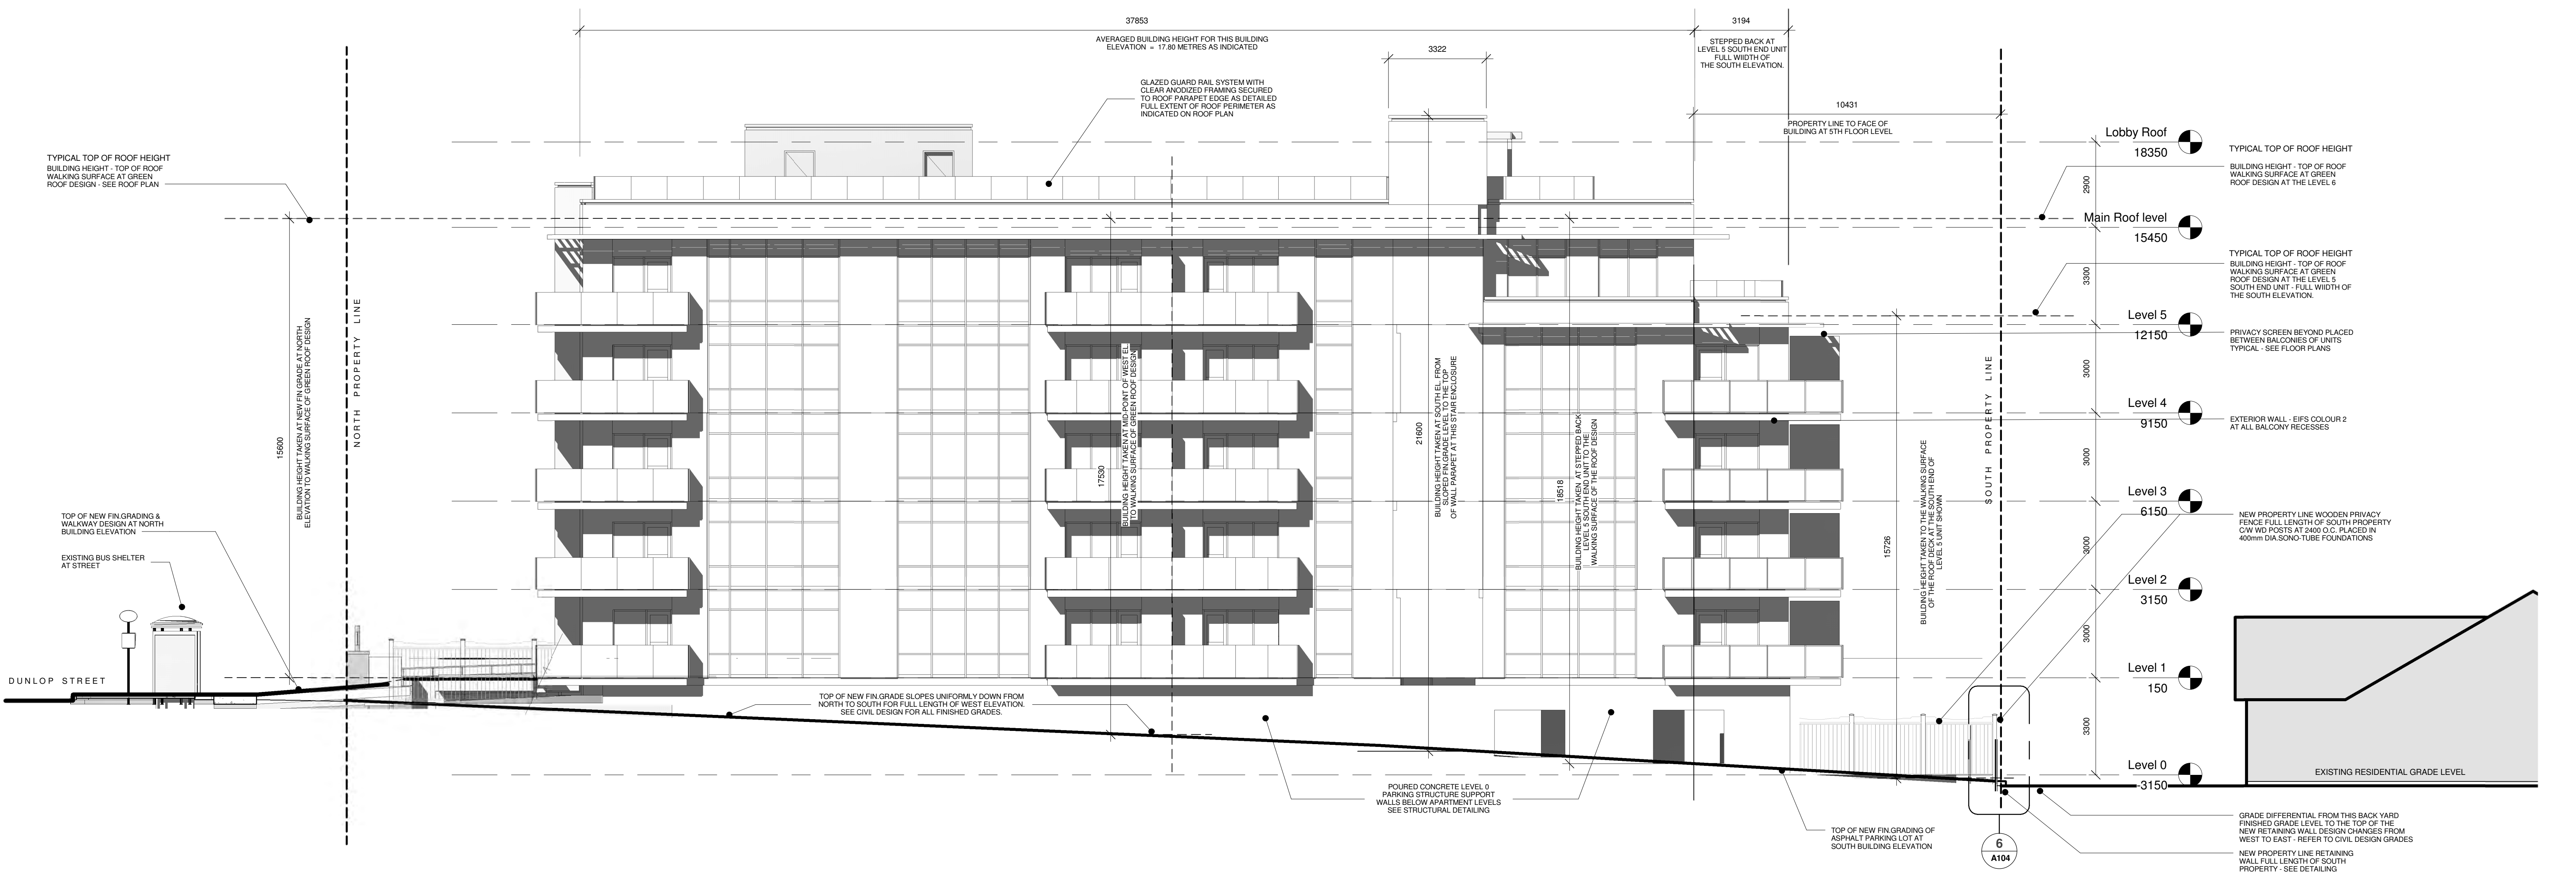 37853
AVERAGED BUILDING HEIGHT FOR THIS BUILDING
ELEVATION = 17.80 METRES AS INDICATED
3194
STEPPED BACK AT
LEVEL 5 SOUTH END UNIT
FULL WIIDTH OF
THE SOUTH ELEVATION.
3322
GLAZED GUARD RAIL SYSTEM WITH
CLEAR ANODIZED FRAMING SECURED
TO ROOF PARAPET EDGE AS DETAILED
FULL EXTENT OF ROOF PERIMETER AS
INDICATED ON ROOF PLAN
10431
PROPERTY LINE TO FACE OF
BUILDING AT 5TH FLOOR LEVEL
TYPICAL TOP OF ROOF HEIGHT
BUILDING HEIGHT - TOP OF ROOF
WALKING SURFACE AT GREEN
ROOF DESIGN - SEE ROOF PLAN
Lobby Roof
18350
TYPICAL TOP OF ROOF HEIGHT
BUILDING HEIGHT - TOP OF ROOF
WALKING SURFACE AT GREEN
ROOF DESIGN AT THE LEVEL 6
2900
Main Roof level
15450
TYPICAL TOP OF ROOF HEIGHT
BUILDING HEIGHT - TOP OF ROOF
WALKING SURFACE AT GREEN
ROOF DESIGN AT THE LEVEL 5
SOUTH END UNIT - FULL WIIDTH OF
THE SOUTH ELEVATION.
3300
Level 5
12150
PRIVACY SCREEN BEYOND PLACED
BETWEEN BALCONIES OF UNITS
TYPICAL - SEE FLOOR PLANS
3000
Level 4
9150
EXTERIOR WALL - EIFS COLOUR 2
AT ALL BALCONY RECESSES
3000
Level 3
6150
NEW PROPERTY LINE WOODEN PRIVACY
FENCE FULL LENGTH OF SOUTH PROPERTY
C/W WD POSTS AT 2400 O.C. PLACED IN
400mm DIA.SONO-TUBE FOUNDATIONS
3000
Level 2
3150
3000
Level 1
150
3300
Level 0
-3150
15600
BUILDING HEIGHT TAKEN AT NEW FIN.GRADE AT NORTH
ELEVATION TO WALKING SURFACE OF GREEN ROOF DESIGN
NORTH PROPERTY LINE
17530
BUILDING HEIGHT TAKEN AT MID-POINT OF WEST EL.
TO WALKING SURFACE OF GREEN ROOF DESIGN
21600
BUILDING HEIGHT TAKEN AT SOUTH EL. FROM
SLOPED FIN.GRADE LEVEL TO THE TOP
OF WALL PARAPET AT THIS STAIR ENCLOSURE
18518
BUILDING HEIGHT TAKEN AT STEPPED BACK
LEVEL 5 SOUTH END UNIT TO THE
WALKING SURFACE OF THE ROOF DESIGN
15726
BUILDING HEIGHT TAKEN TO THE WALKING SURFACE
OF THE ROOF DECK AT THE SOUTH END OF
LEVEL 5 UNIT SHOWN
SOUTH PROPERTY LINE
TOP OF NEW FIN.GRADING &
WALKWAY DESIGN AT NORTH
BUILDING ELEVATION
EXISTING BUS SHELTER
AT STREET
DUNLOP STREET
TOP OF NEW FIN.GRADE SLOPES UNIFORMLY DOWN FROM
NORTH TO SOUTH FOR FULL LENGTH OF WEST ELEVATION.
SEE CIVIL DESIGN FOR ALL FINISHED GRADES.
POURED CONCRETE LEVEL 0
PARKING STRUCTURE SUPPORT
WALLS BELOW APARTMENT LEVELS
SEE STRUCTURAL DETAILING
TOP OF NEW FIN.GRADING OF
ASPHALT PARKING LOT AT
SOUTH BUILDING ELEVATION
6
A104
EXISTING RESIDENTIAL GRADE LEVEL
GRADE DIFFERENTIAL FROM THIS BACK YARD
FINISHED GRADE LEVEL TO THE TOP OF THE
NEW RETAINING WALL DESIGN CHANGES FROM
WEST TO EAST - REFER TO CIVIL DESIGN GRADES
NEW PROPERTY LINE RETAINING
WALL FULL LENGTH OF SOUTH
PROPERTY - SEE DETAILING